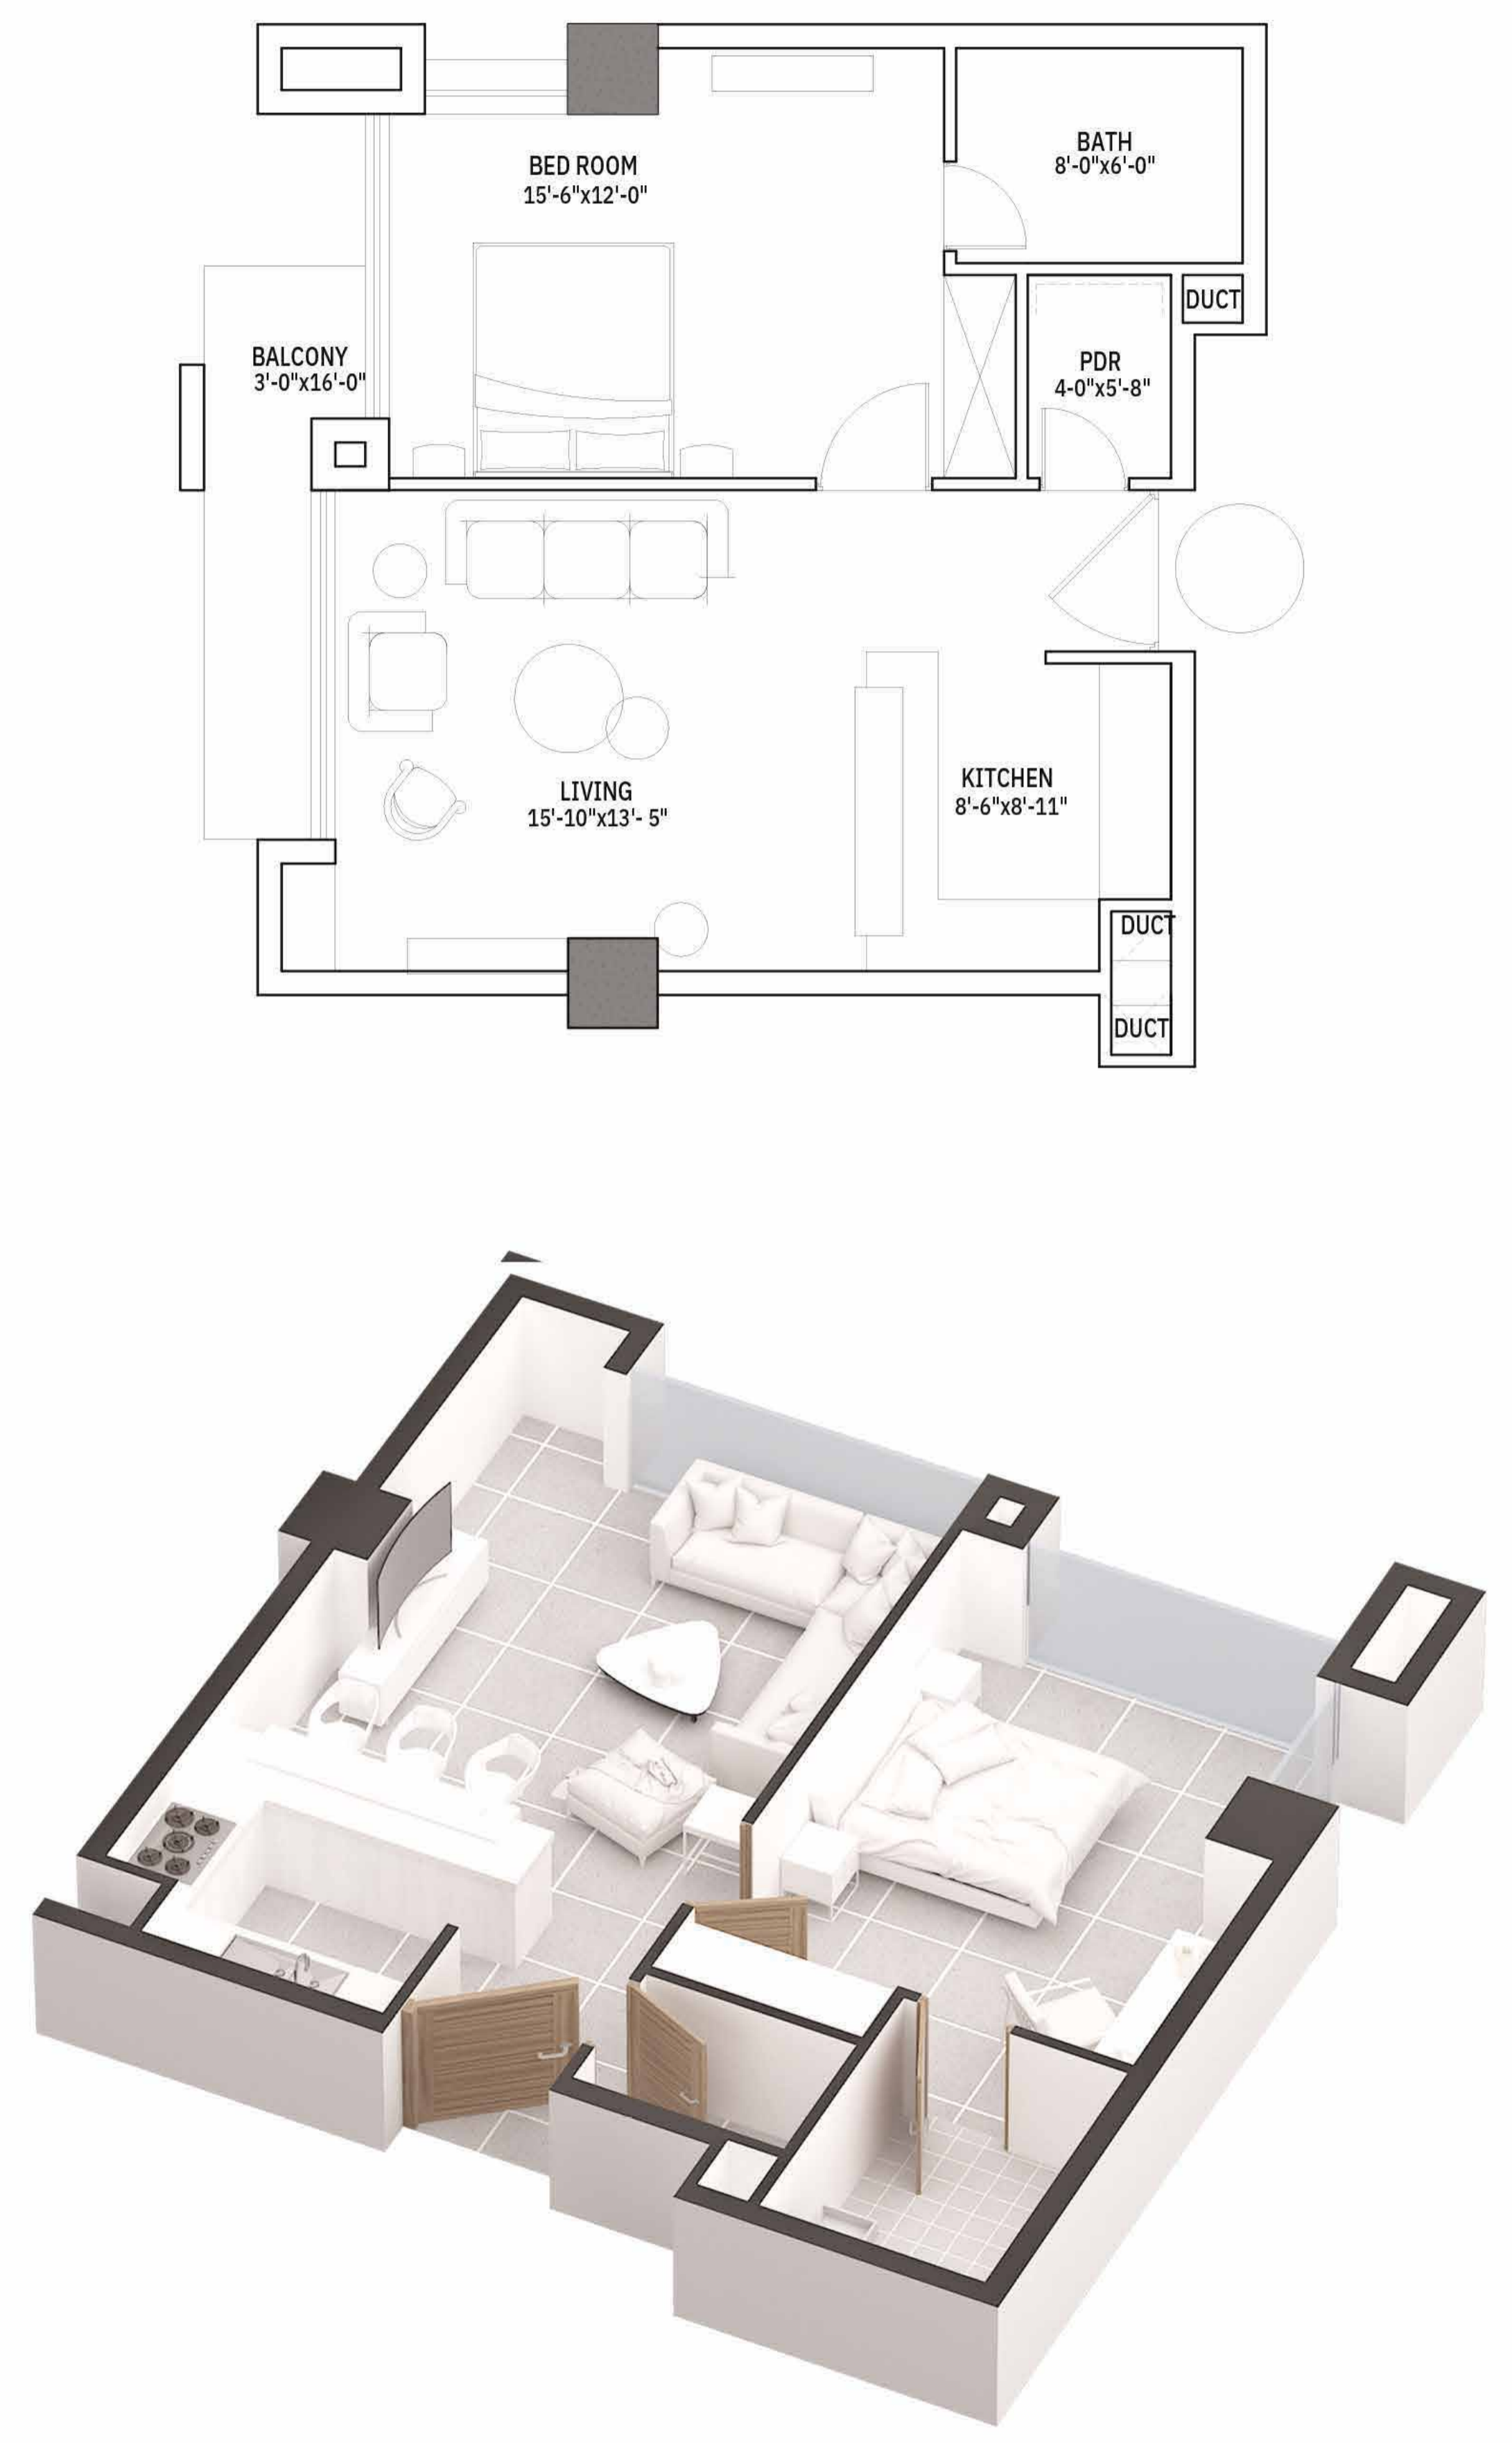 BATH
8'-0"x6'-0"
BED ROOM
15'-6"x12'-0"
DUCT
BALCONY
3'-0"x16'-0"
PDR
4-0"x5'-8"
LIVING
15'-10"x13'- 5"
KITCHEN
8'-6"x8'-11"
DUCT
DUCT